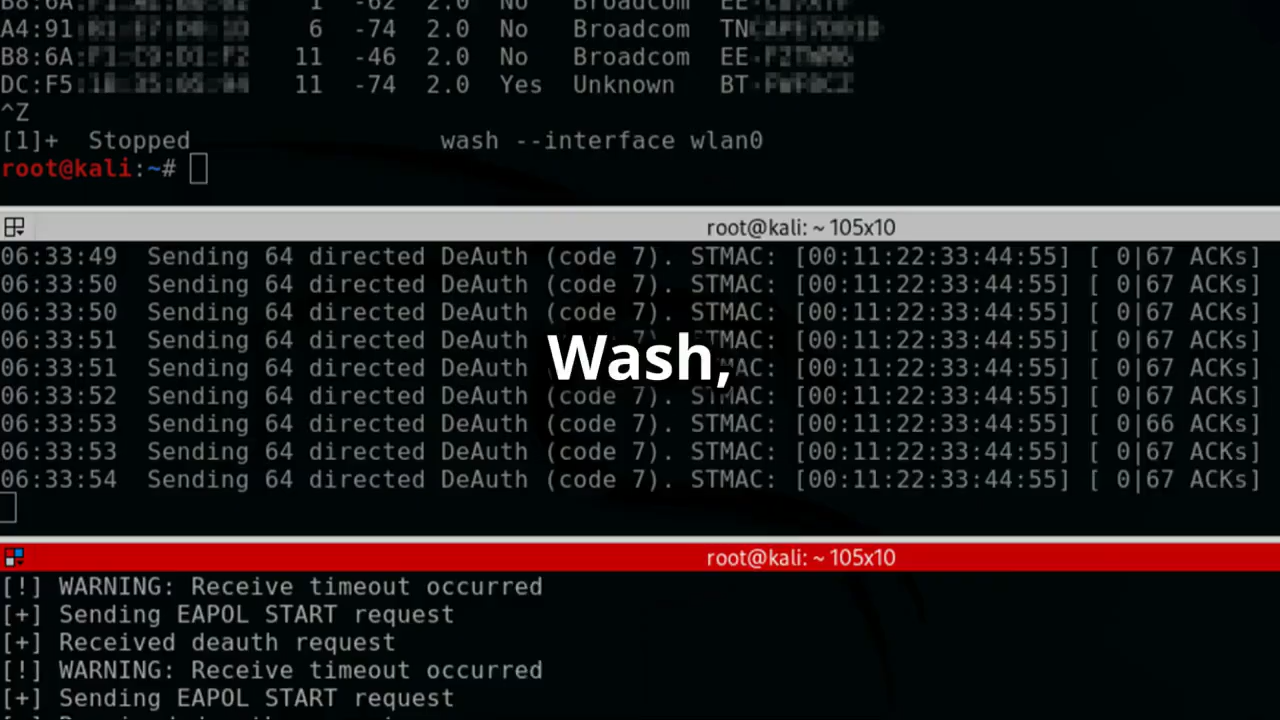 1 -62 2.0 No Broadcom EE
A4:91 6 -74 2.0 No Broadcom TN
B8:6A 11 -46 2.0 No Broadcom EE
DC:F5 11 -74 2.0 Yes Unknown BT
^Z
[1]+ Stopped wash --interface wlan0
root@kali:~#
root@kali: ~ 105x10
06:33:49 Sending 64 directed DeAuth (code 7). STMAC: [00:11:22:33:44:55] [ 0|67 ACKs]
06:33:50 Sending 64 directed DeAuth (code 7). STMAC: [00:11:22:33:44:55] [ 0|67 ACKs]
06:33:50 Sending 64 directed DeAuth (code 7). STMAC: [00:11:22:33:44:55] [ 0|67 ACKs]
06:33:51 Sending 64 directed DeAuth (code 7). STMAC: [00:11:22:33:44:55] [ 0|67 ACKs]
Wash,
06:33:51 Sending 64 directed DeAuth (code 7). STMAC: [00:11:22:33:44:55] [ 0|67 ACKs]
06:33:52 Sending 64 directed DeAuth (code 7). STMAC: [00:11:22:33:44:55] [ 0|67 ACKs]
06:33:53 Sending 64 directed DeAuth (code 7). STMAC: [00:11:22:33:44:55] [ 0|66 ACKs]
06:33:53 Sending 64 directed DeAuth (code 7). STMAC: [00:11:22:33:44:55] [ 0|67 ACKs]
06:33:54 Sending 64 directed DeAuth (code 7). STMAC: [00:11:22:33:44:55] [ 0|67 ACKs]
root@kali: ~ 105x10
[!] WARNING: Receive timeout occurred
[+] Sending EAPOL START request
[+] Received deauth request
[!] WARNING: Receive timeout occurred
[+] Sending EAPOL START request